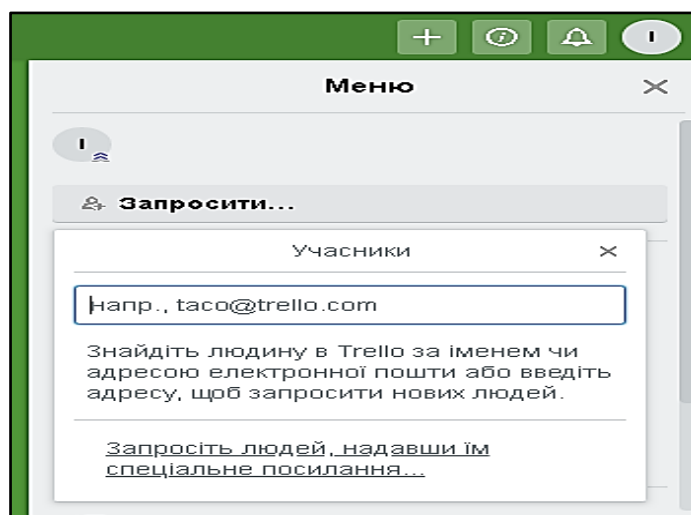 І
Меню
І
Запросити...
Учасники
напр., taco@trello.com
Знайдіть людину в Trello за іменем чи
адресою електронної пошти або введіть
адресу, щоб запросити нових людей.
Запросіть людей, надавши їм
спеціальне посилання...